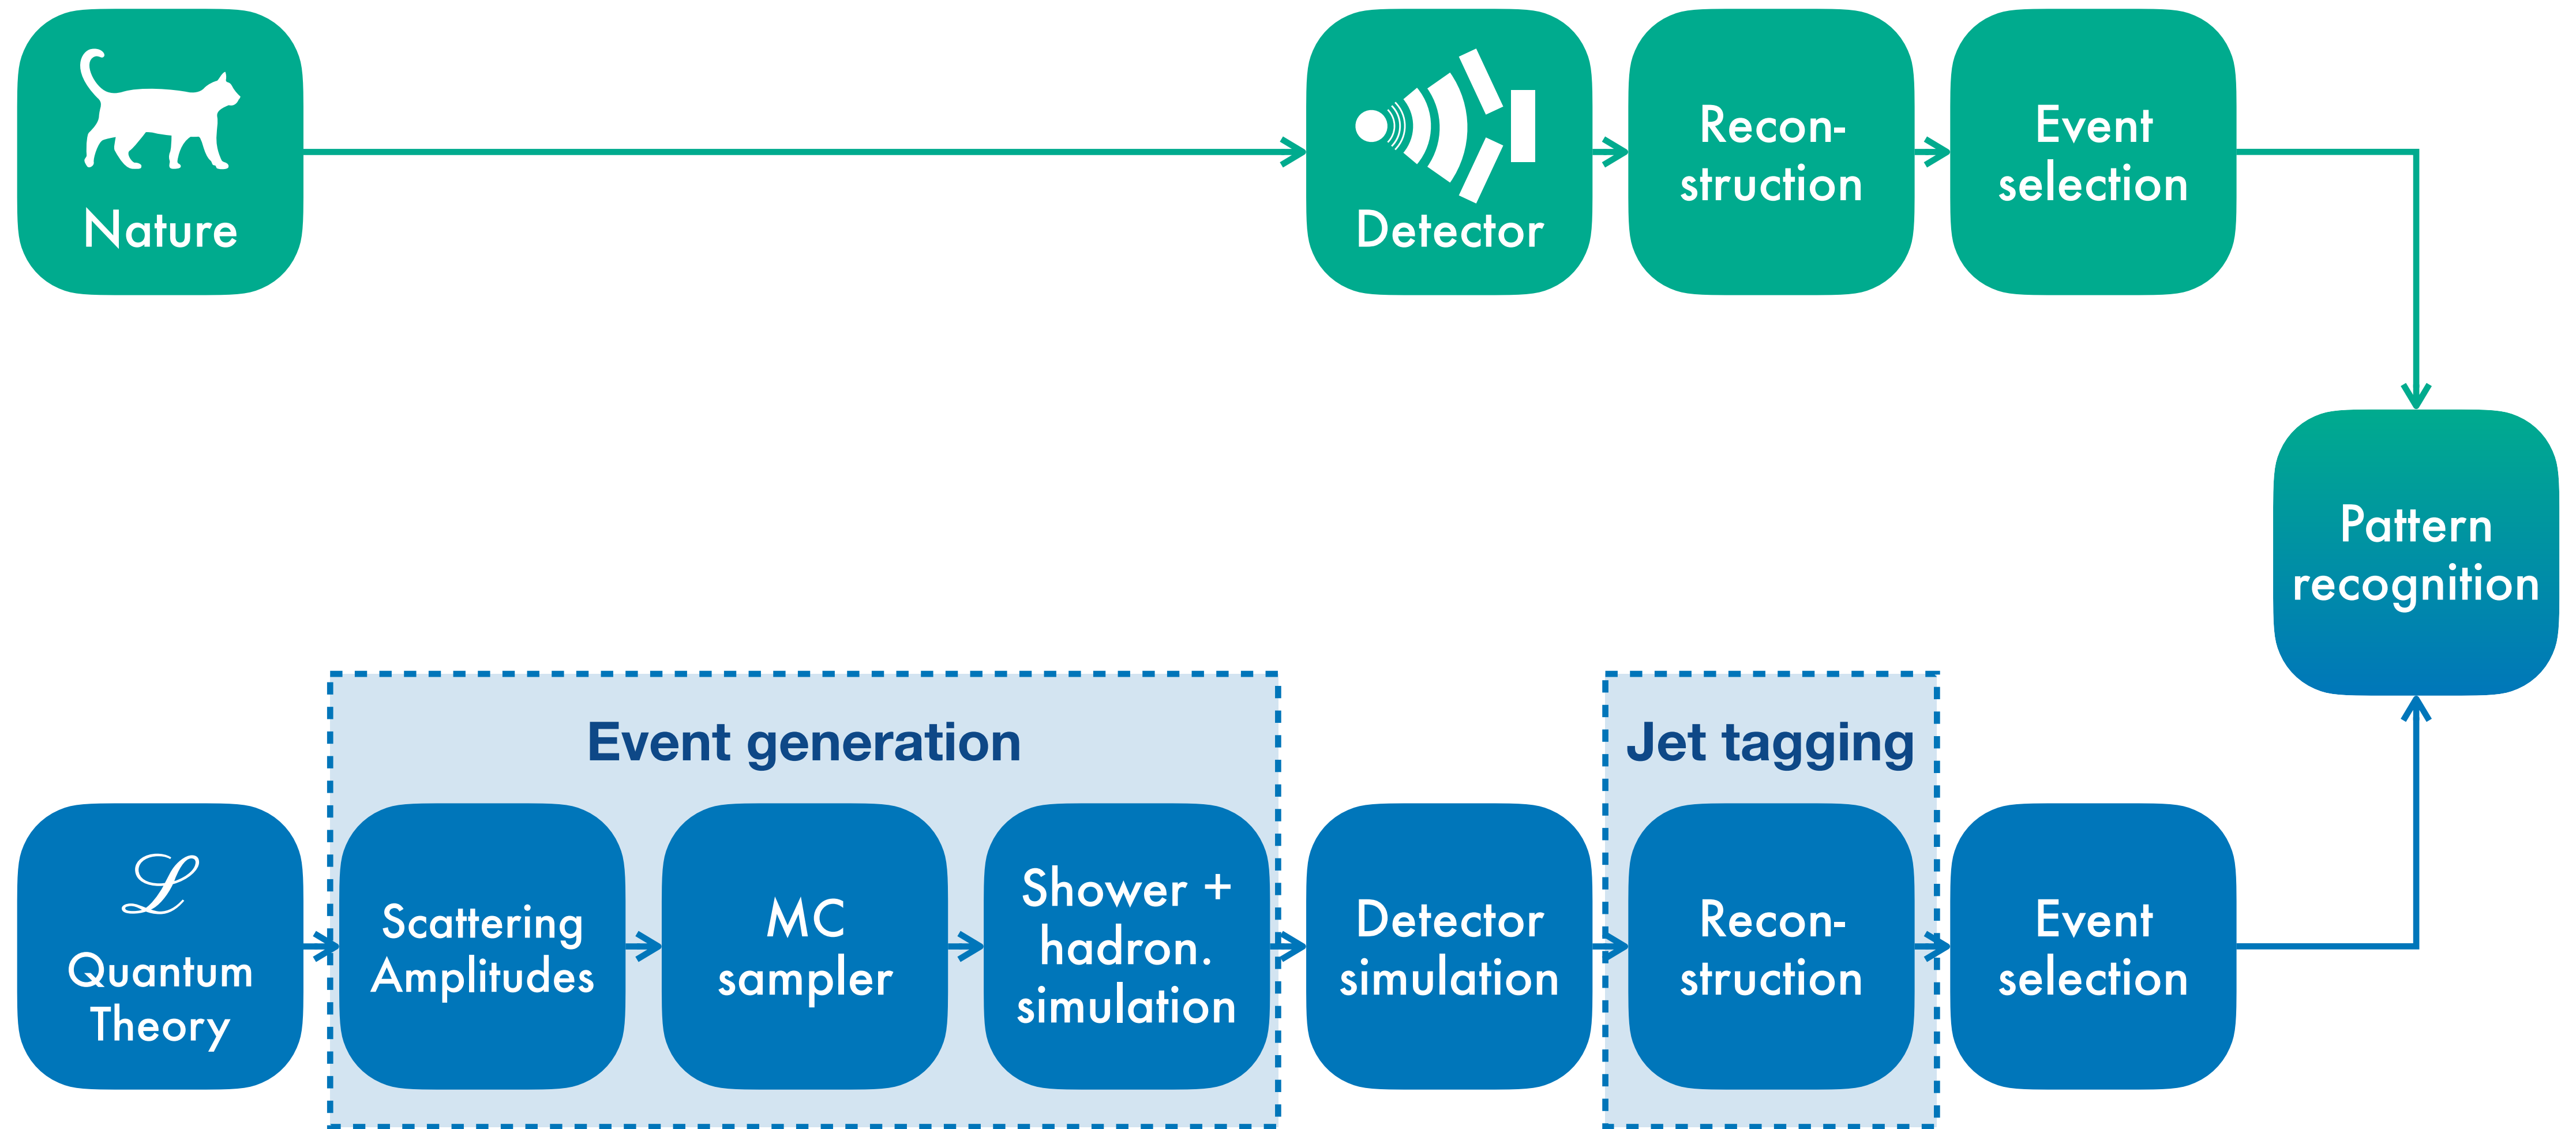 Nature
Detector
Recon-
struction
Event
selection
Pattern
recognition
Event generation
Jet tagging
ℒ
Quantum
Theory
Scattering
Amplitudes
MC
sampler
Shower +
hadron.
simulation
Detector
simulation
Recon-
struction
Event
selection